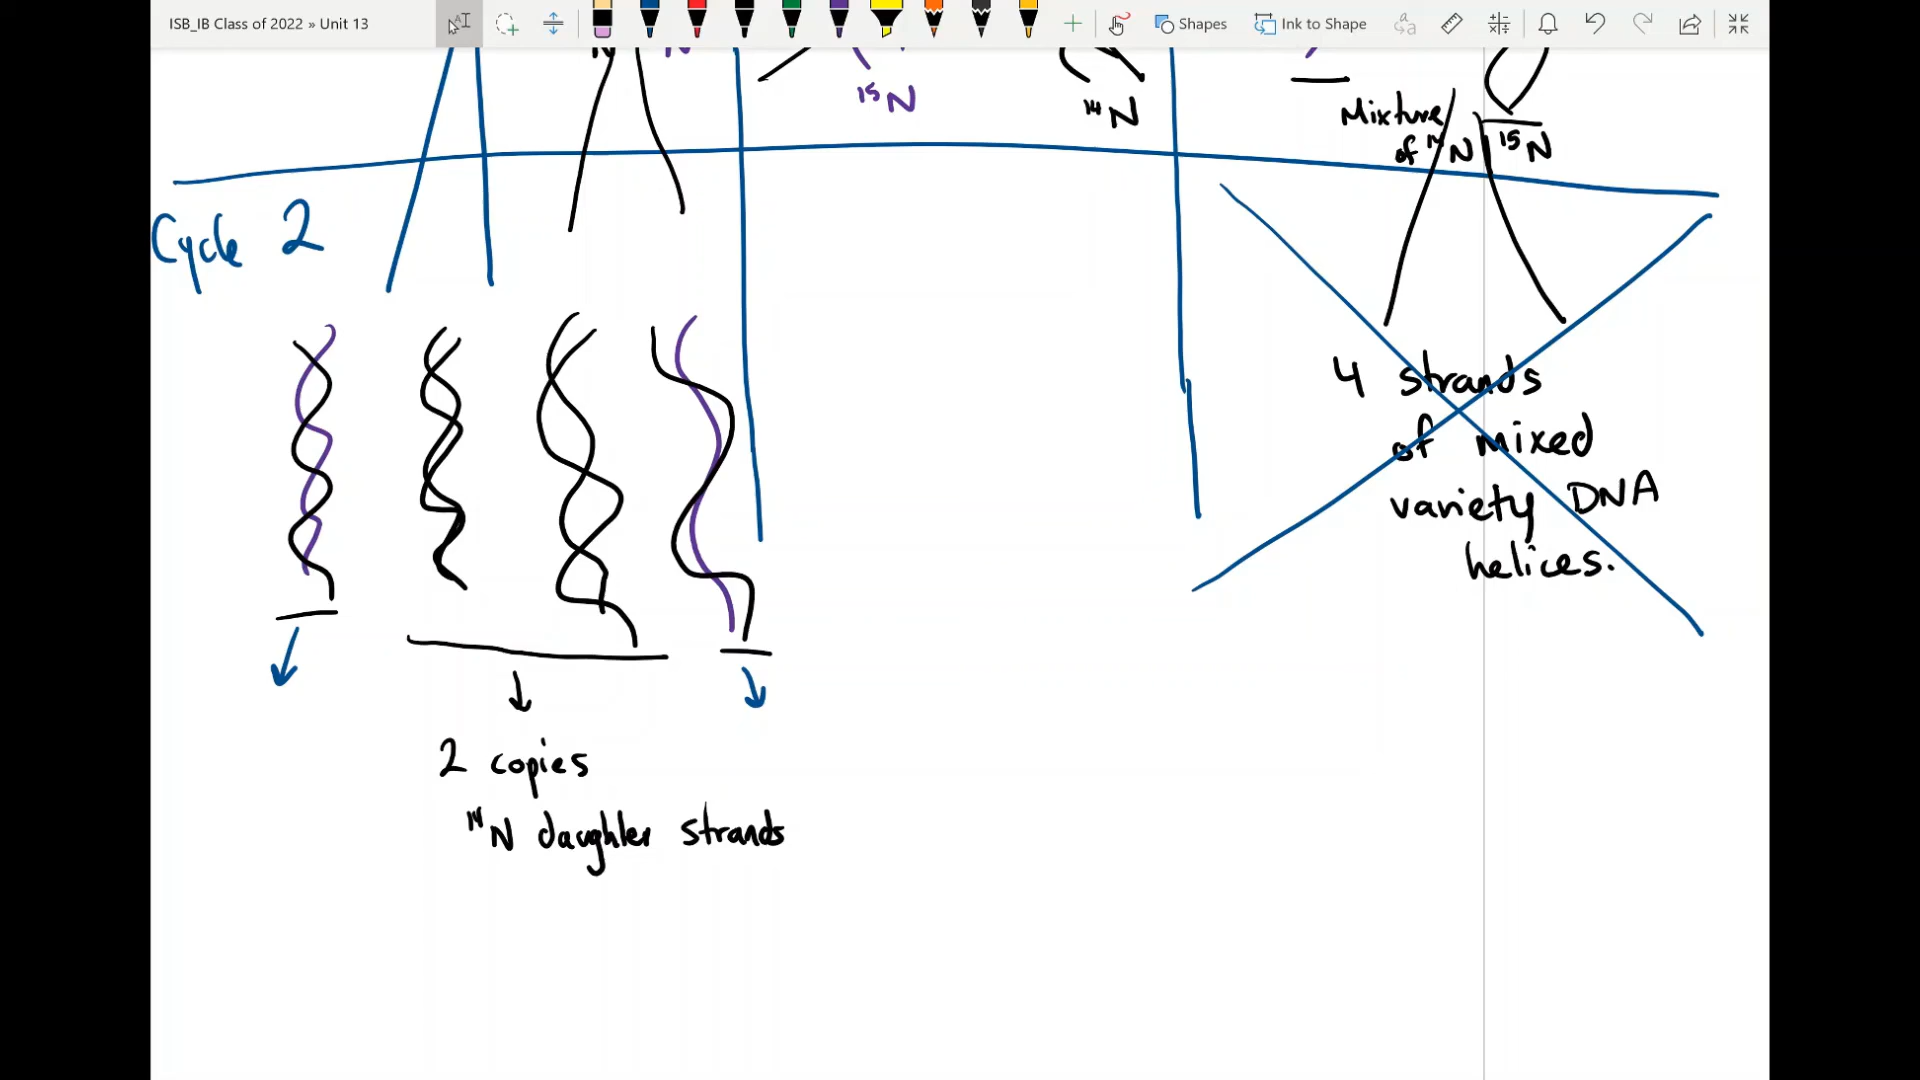 ISB_IB Class of 2022 » Unit 13
Shapes
Ink to Shape
¹⁵N
¹⁴N
Mixture
of ¹⁴N
¹⁵N
Cycle 2
4 strands
of mixed
variety DNA
helices.
2 copies
¹⁴N daughter strands